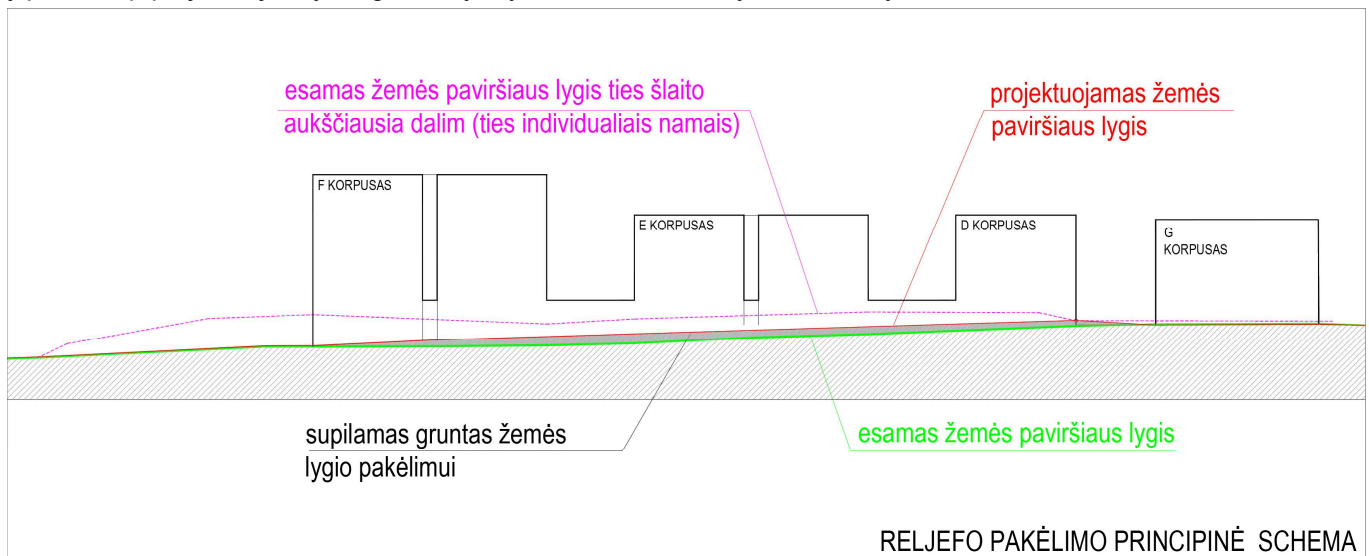 esamas žemės paviršiaus lygis ties šlaito
aukščiausia dalim (ties individualiais namais)
projektuojamas žemės
paviršiaus lygis
F KORPUSAS
E KORPUSAS
D KORPUSAS
G
KORPUSAS
supilamas gruntas žemės
lygio pakėlimui
esamas žemės paviršiaus lygis
RELJEFO PAKĖLIMO PRINCIPINĖ SCHEMA